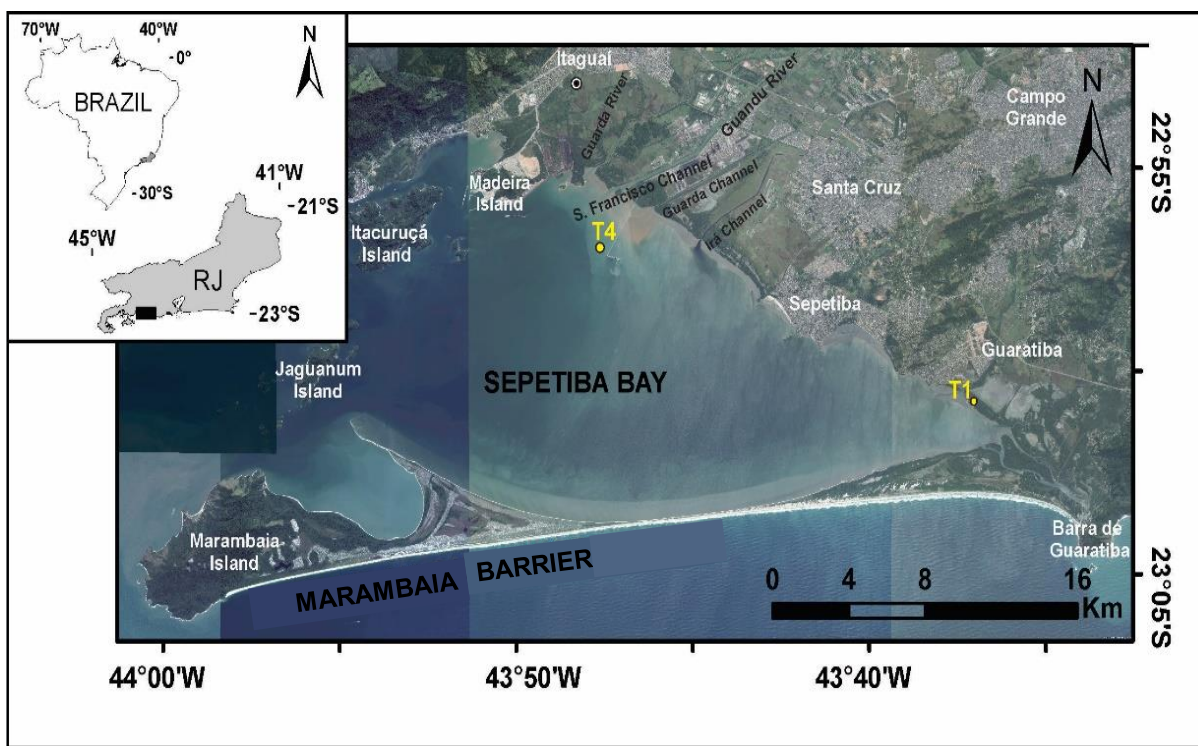 70°W
40°W
0°
BRAZIL
30°S
41°W
21°S
45°W
RJ
23°S
N
Itaguaí
Guarda River
Guandu River
Campo
Grande
N
22°55'S
Madeira
Island
S. Francisco Channel
Guarda Channel
Santa Cruz
Itacuruçá
Island
T4
Irá Channel
Sepetiba
Guaratiba
Jaguanum
Island
SEPETIBA BAY
T1
Marambaia
Island
Barra de
Guaratiba
MARAMBAIA BARRIER
0 4 8 16
Km
23°05'S
44°00'W
43°50'W
43°40'W